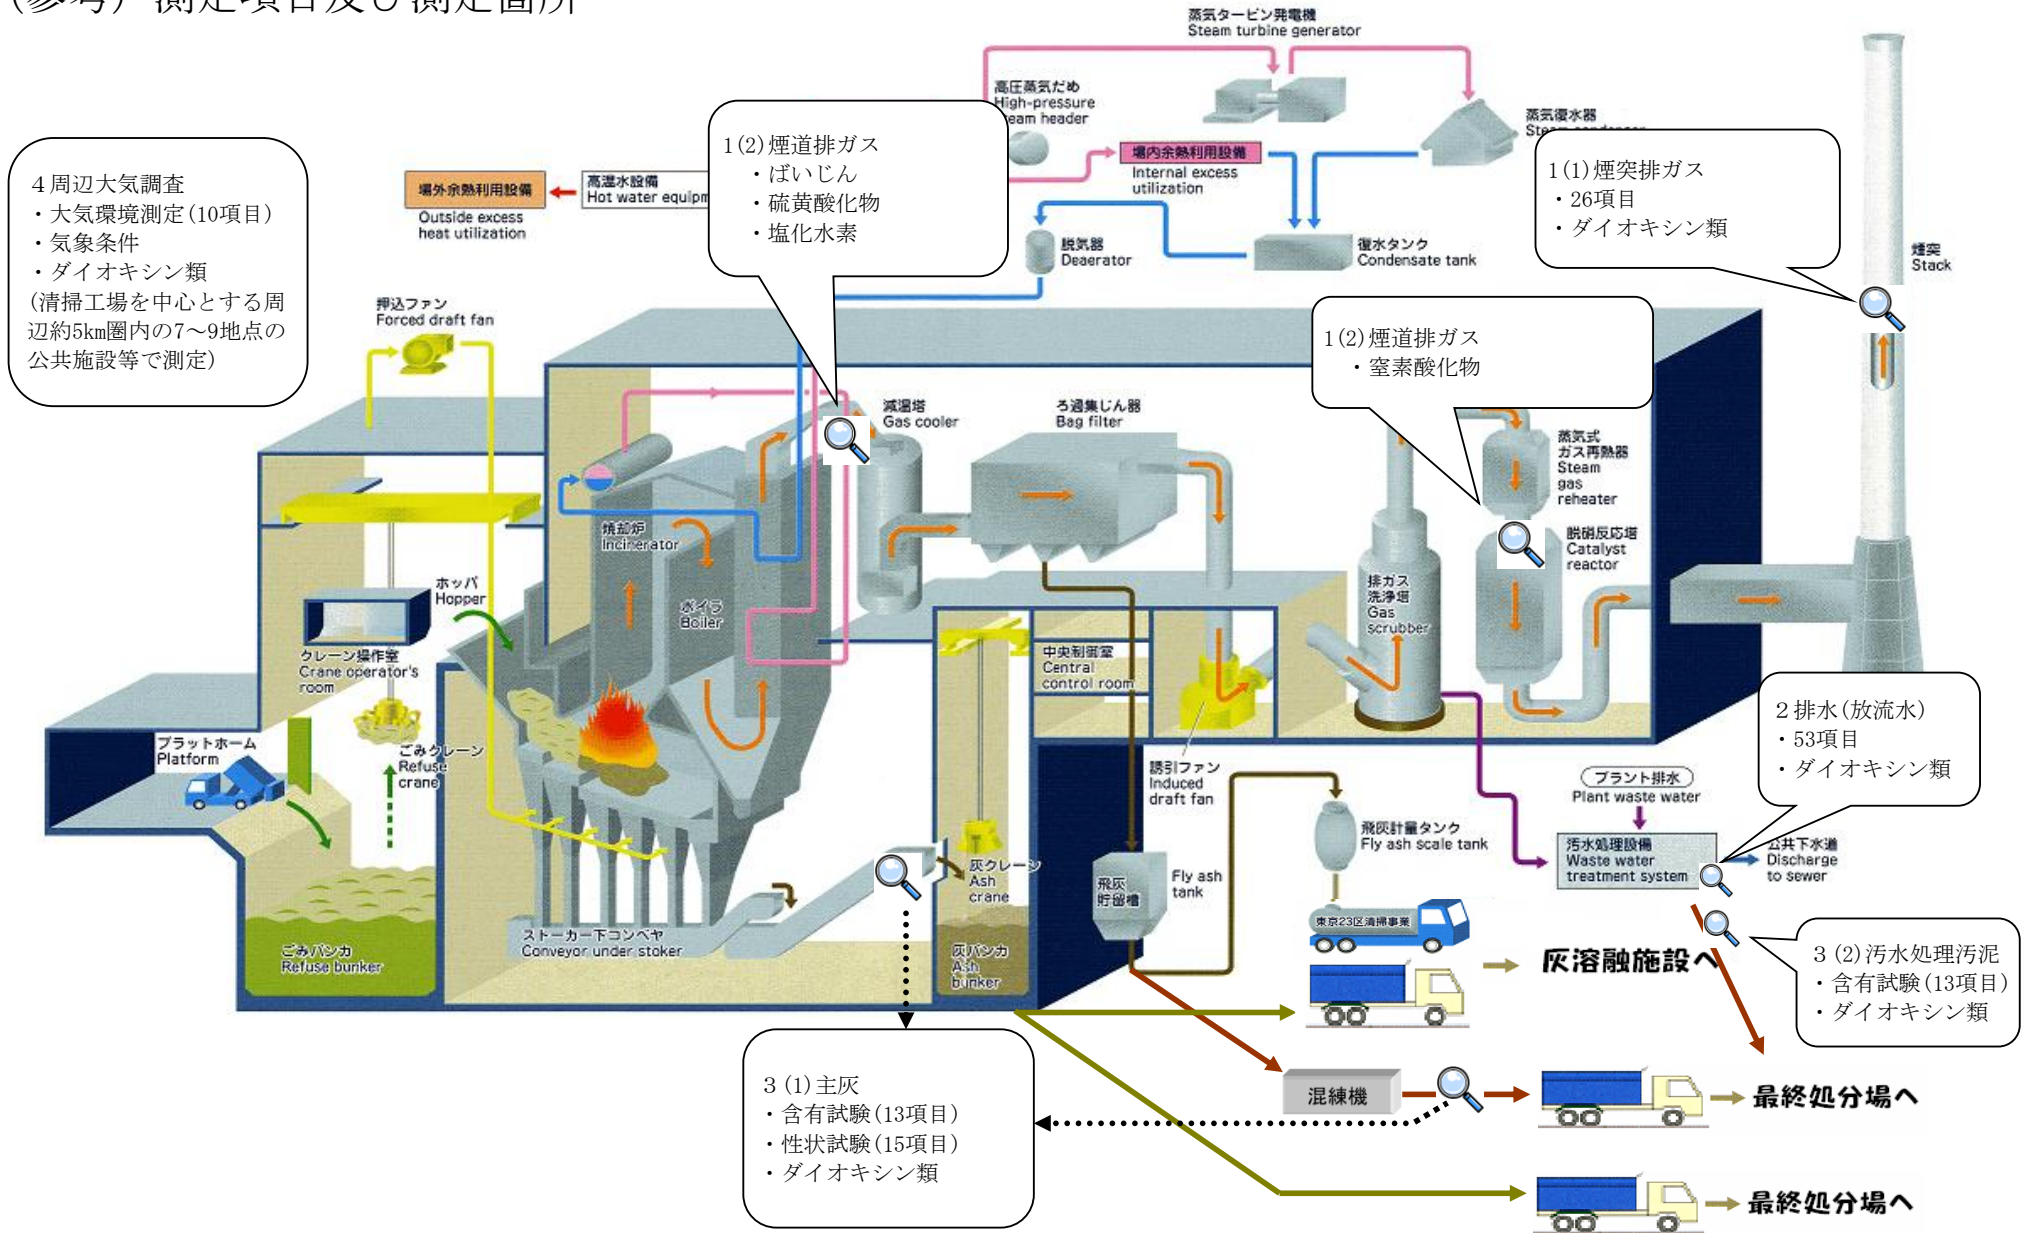 (参考) 測定項目及び測定箇所
蒸気タービン発電機
Steam turbine generator
高圧蒸気だめ
High-pressure
eam header
蒸気復水器
場内余熱利用設備
Internal excess
utilization
場外余熱利用設備
Outside excess
heat utilization
高温水設備
Hot water equipm
脱気器
Deaerator
復水タンク
Condensate tank
煙突
Stack
4 周辺大気調査
・大気環境測定(10項目)
・気象条件
・ダイオキシン類
(清掃工場を中心とする周
辺約5km圏内の7～9地点の
公共施設等で測定)
1(2)煙道排ガス
・ばいじん
・硫黄酸化物
・塩化水素
1(1)煙突排ガス
・26項目
・ダイオキシン類
1(2)煙道排ガス
・窒素酸化物
押込ファン
Forced draft fan
減温塔
Gas cooler
ろ過集じん器
Bag filter
蒸気式
ガス再熱器
Steam
gas
reheater
脱硝反応塔
Catalyst
reactor
焼却炉
Incinerator
ボイラ
Boiler
ホッパ
Hopper
排ガス
洗浄塔
Gas
scrubber
クレーン操作室
Crane operator's
room
中央制御室
Central
control room
プラットホーム
Platform
ごみクレーン
Refuse
crane
誘引ファン
Induced
draft fan
2 排水(放流水)
・53項目
・ダイオキシン類
プラント排水
Plant waste water
飛灰計量タンク
Fly ash scale tank
汚水処理設備
Waste water
treatment system
公共下水道
Discharge
to sewer
灰クレーン
Ash
crane
飛灰
貯留槽
Fly ash
tank
東京23区清掃事業
ごみバンカ
Refuse bunker
ストーカー下コンベヤ
Conveyor under stoker
灰バンカ
Ash
bunker
灰溶融施設へ
3 (2)汚水処理汚泥
・含有試験(13項目)
・ダイオキシン類
3 (1)主灰
・含有試験(13項目)
・性状試験(15項目)
・ダイオキシン類
混練機
最終処分場へ
最終処分場へ